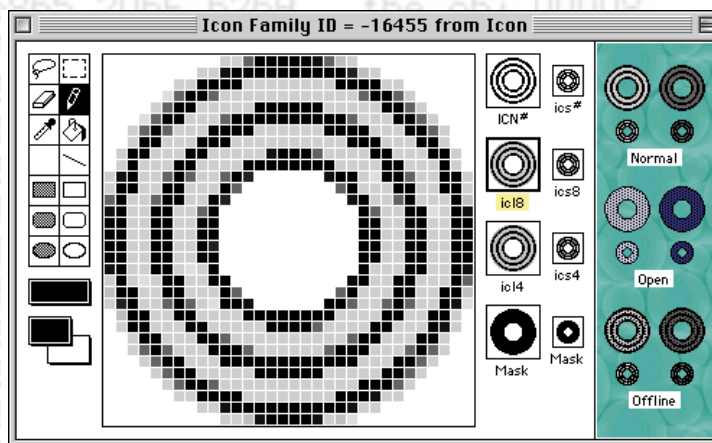 Icon Family ID = -16455 from Icon
ICN#
ics#
icl8
ics8
icl4
ics4
Mask
Mask
Normal
Open
Offline